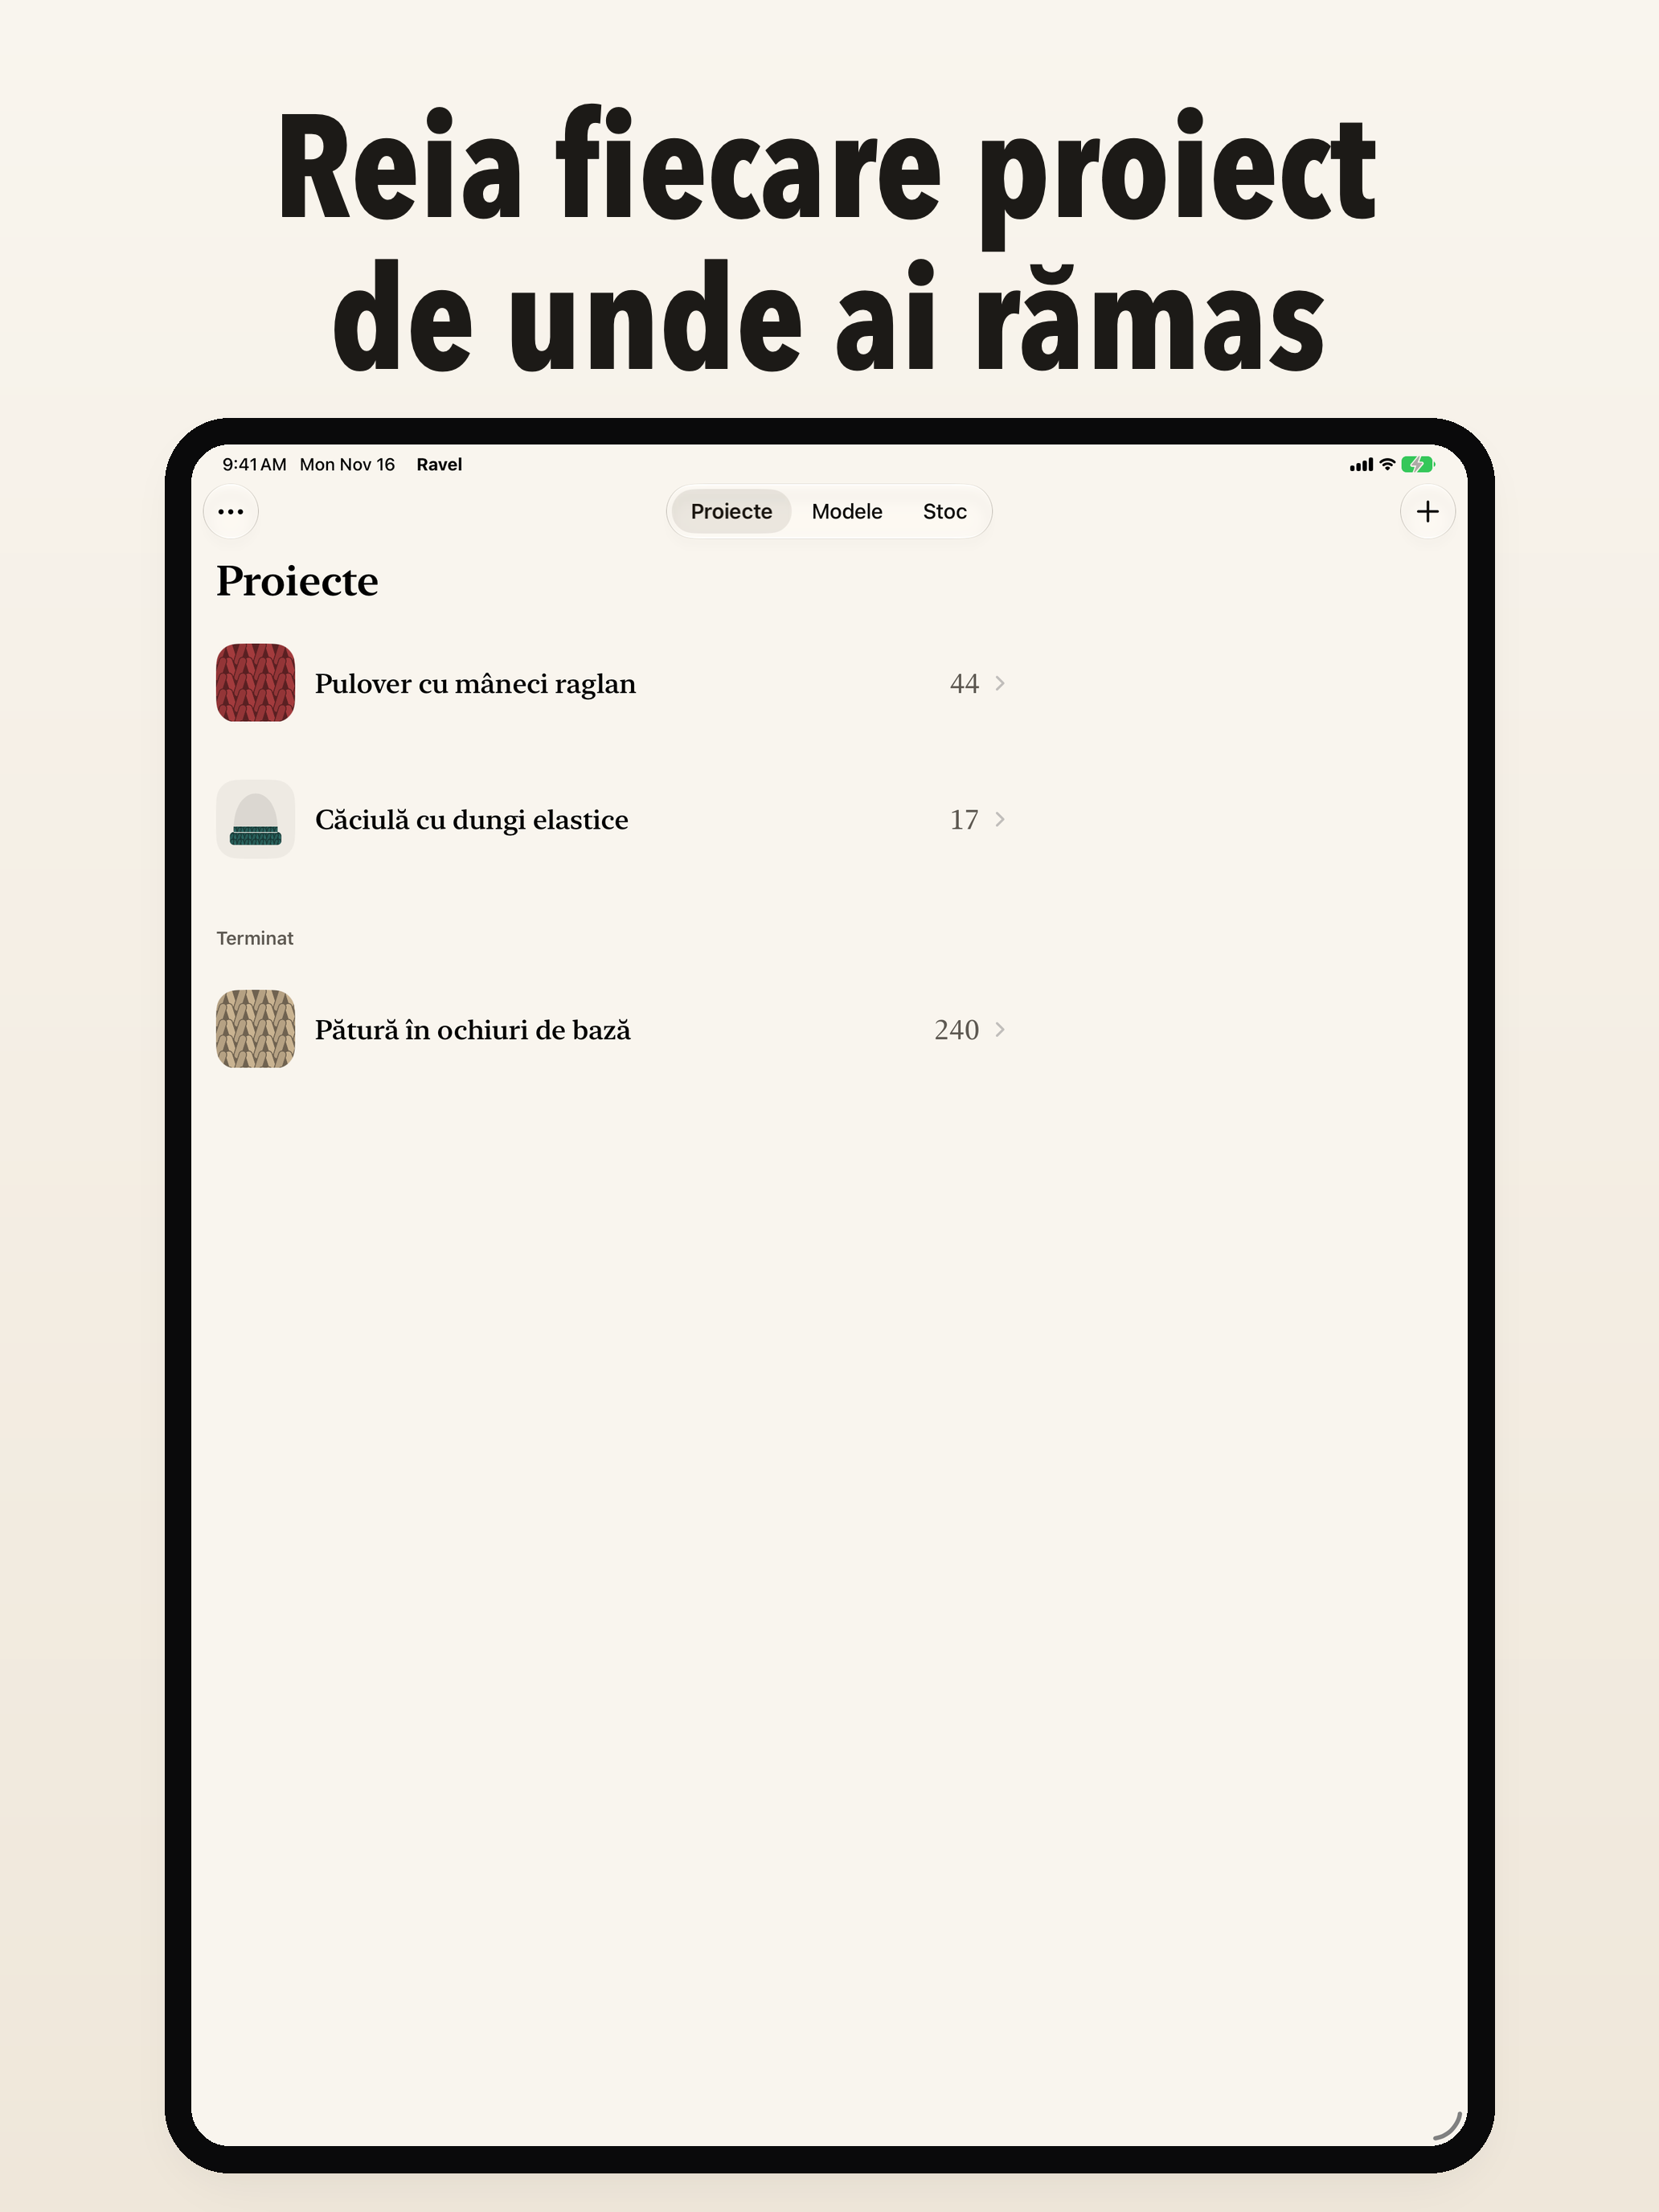 Reia fiecare proiect
de unde ai rămas
9:41 AM Mon Nov 16 Ravel
Proiecte Modele Stoc
Proiecte
Pulover cu mâneci raglan 44
Căciulă cu dungi elastice 17
Terminat
Pătură în ochiuri de bază 240